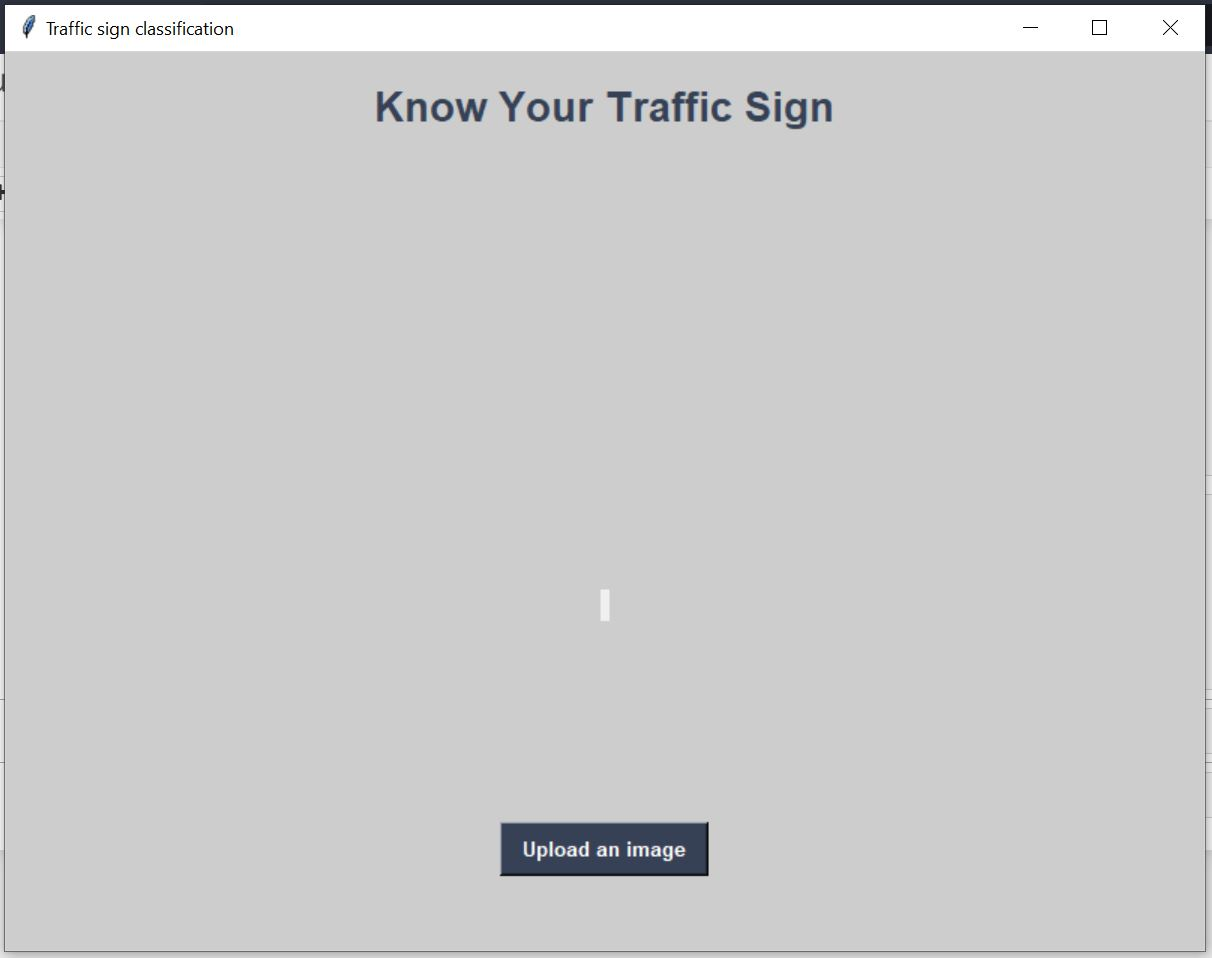 Traffic sign classification
Know Your Traffic Sign
Upload an image